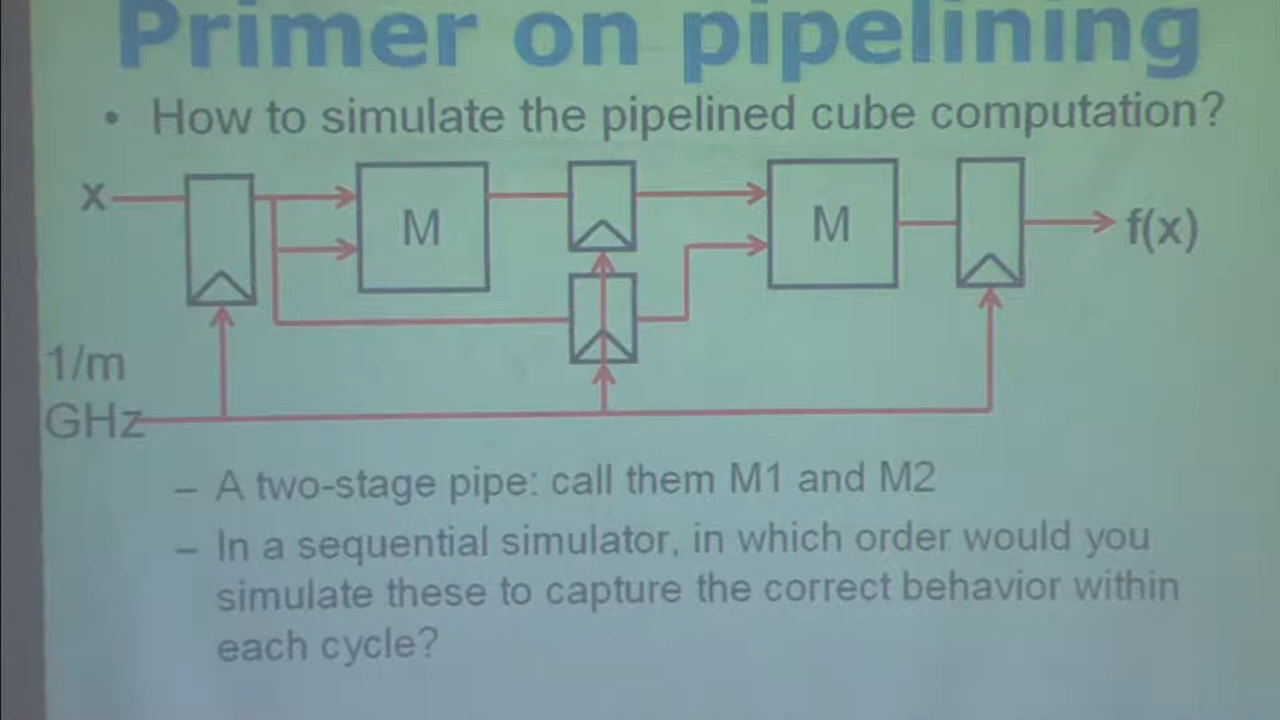 Primer on pipelining
• How to simulate the pipelined cube computation?
x
M
M
f(x)
1/m
GHz
– A two-stage pipe: call them M1 and M2
– In a sequential simulator, in which order would you
simulate these to capture the correct behavior within
each cycle?